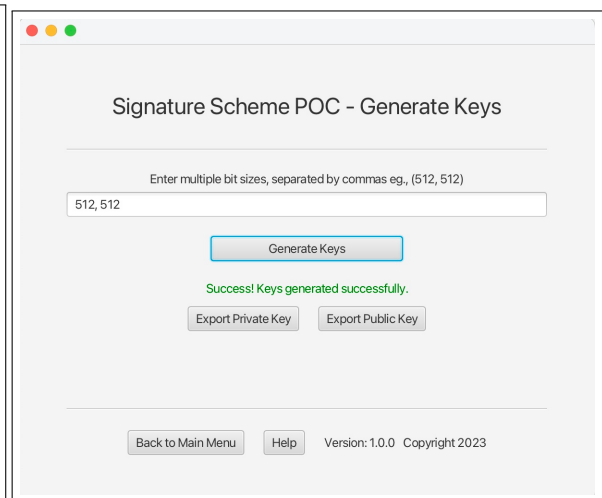 Signature Scheme POC - Generate Keys
Enter multiple bit sizes, separated by commas eg., (512, 512)
512, 512
Generate Keys
Success! Keys generated successfully.
Export Private Key Export Public Key
Back to Main Menu Help Version: 1.0.0 Copyright 2023